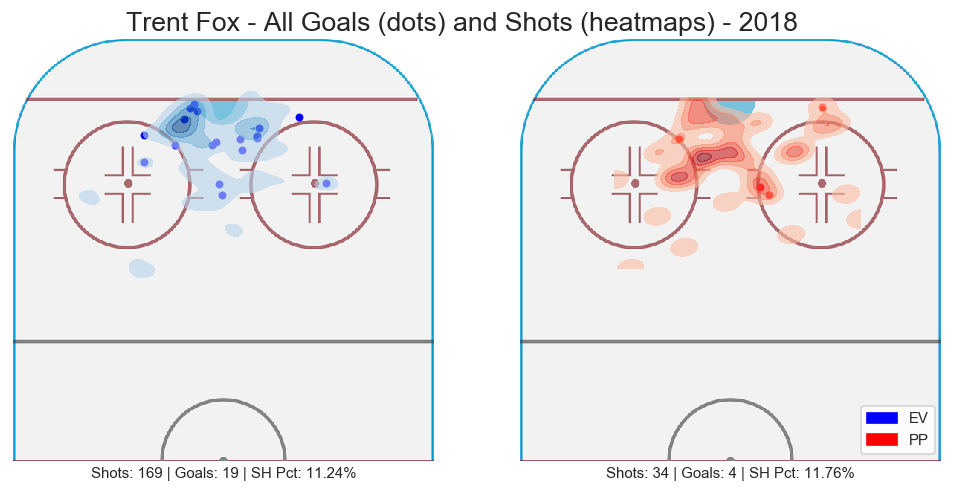 Trent Fox - All Goals (dots) and Shots (heatmaps) - 2018
EV
PP
Shots: 169 | Goals: 19 | SH Pct: 11.24%
Shots: 34 | Goals: 4 | SH Pct: 11.76%